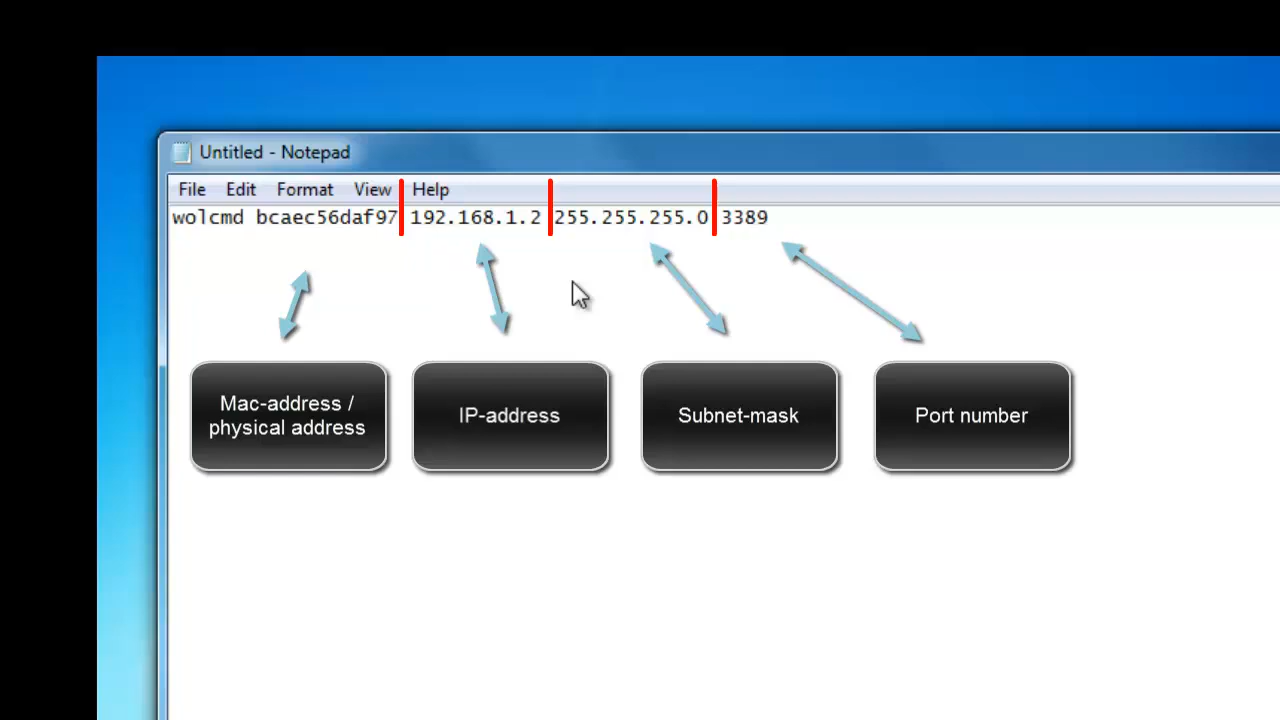 Untitled - Notepad
File Edit Format View Help
wolcmd bcaec56daf97 192.168.1.2 255.255.255.0 3389
Mac-address /
physical address
IP-address
Subnet-mask
Port number